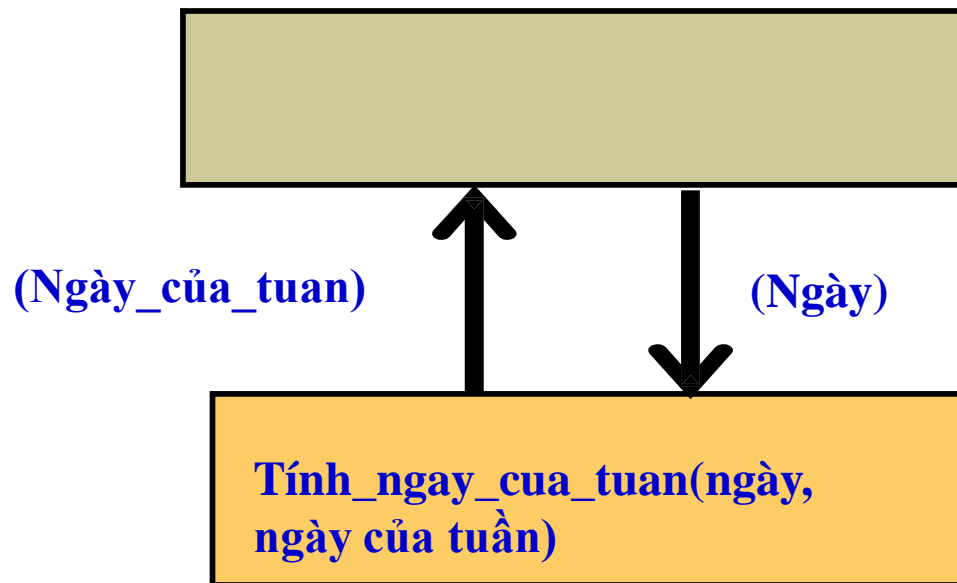 (Ngày_của_tuan)
(Ngày)
Tính_ngay_cua_tuan(ngày,
ngày của tuần)